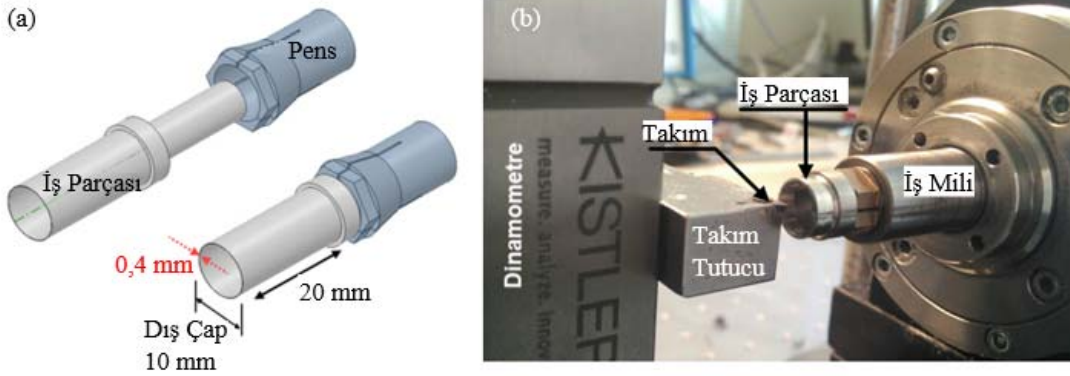 (a)
Pens
İş Parçası
0,4 mm
20 mm
Dış Çap
10 mm
(b)
İş Parçası
Takım
İş Mili
Takım
Tutucu
Dinamometre
KISTLER
measure. analyze. innov